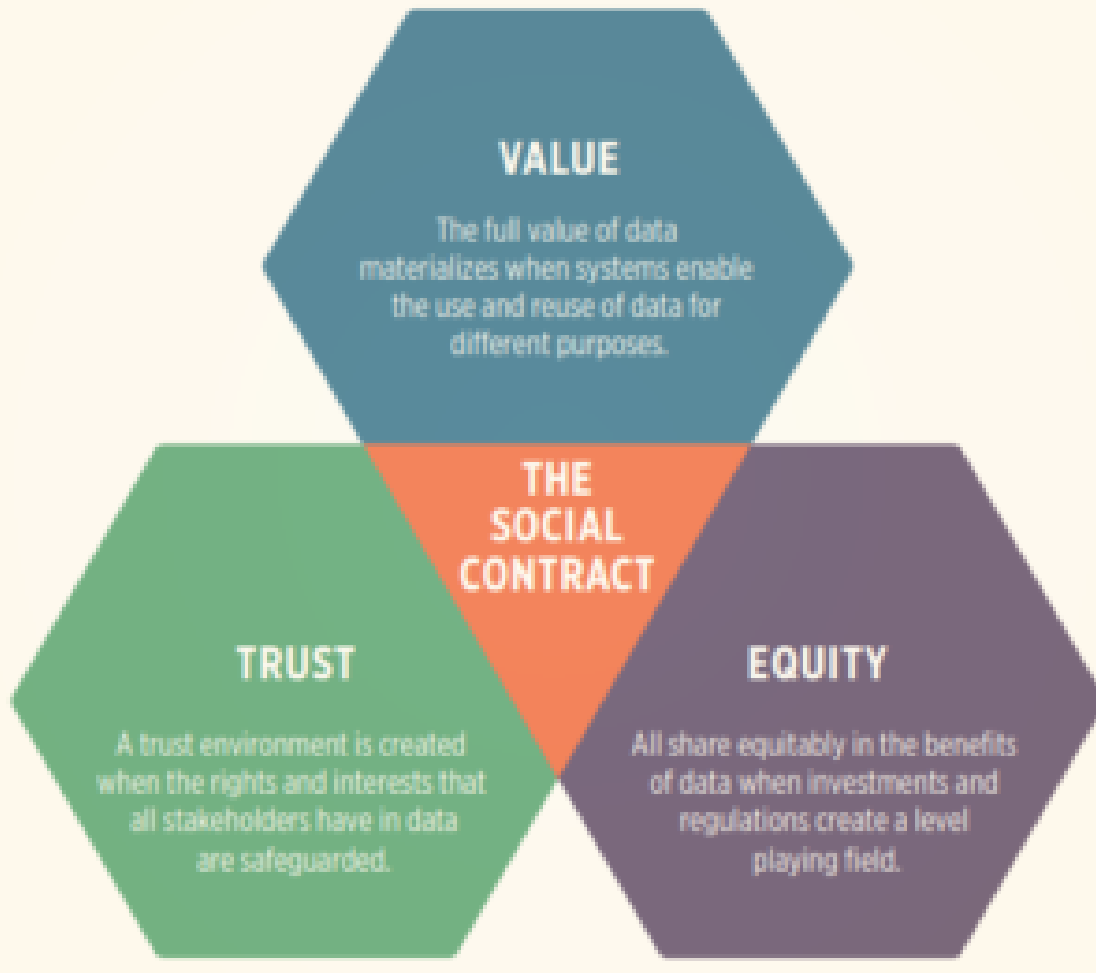 VALUE
The full value of data
materializes when systems enable
the use and reuse of data for
different purposes.
THE
SOCIAL
CONTRACT
TRUST
A trust environment is created
when the rights and interests that
all stakeholders have in data
are safeguarded.
EQUITY
All share equitably in the benefits
of data when investments and
regulations create a level
playing field.